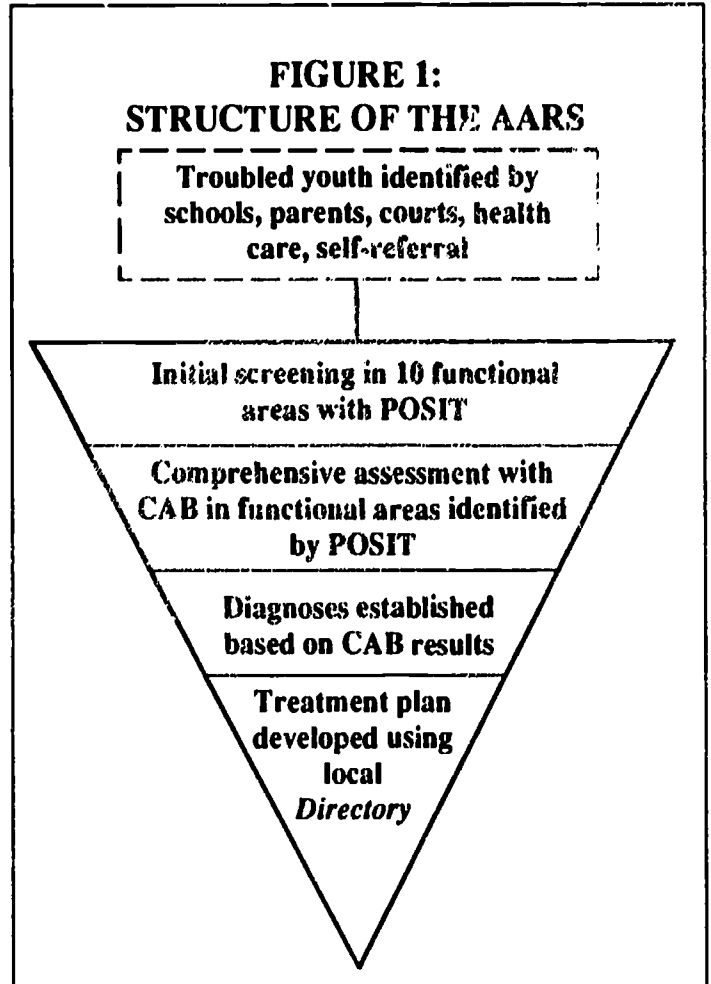 FIGURE 1:
STRUCTURE OF THE AARS
Troubled youth identified by
schools, parents, courts, health
care, self-referral
Initial screening in 10 functional
areas with POSIT
Comprehensive assessment with
CAB in functional areas identified
by POSIT
Diagnoses established
based on CAB results
Treatment plan
developed using
local
Directory